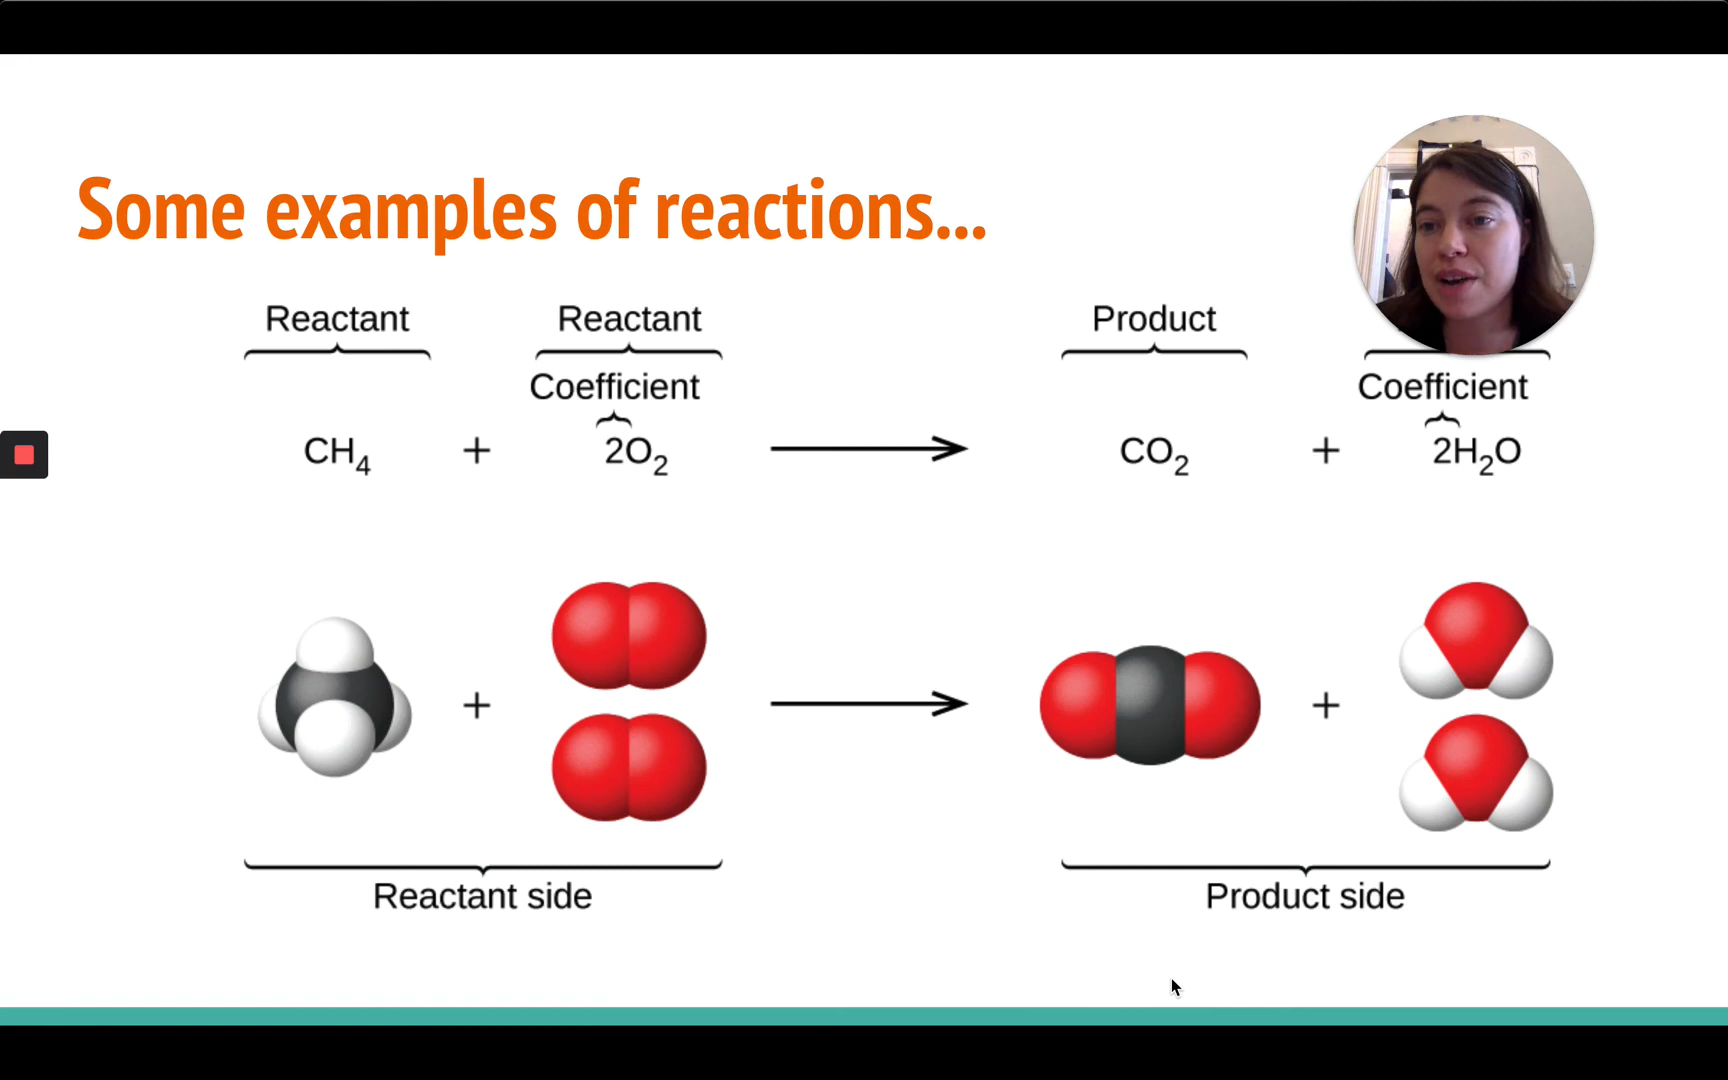 Some examples of reactions...
Reactant Reactant Product
Coefficient Coefficient
CH₄ + 2O₂ CO₂ + 2H₂O
+ +
Reactant side Product side